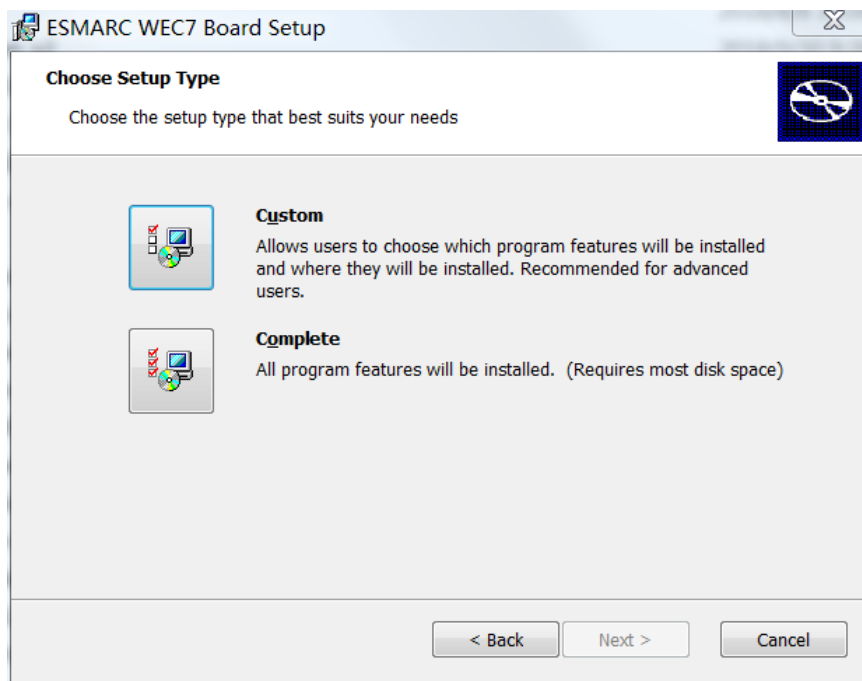 ESMARC WEC7 Board Setup
Choose Setup Type
Choose the setup type that best suits your needs
Custom
Allows users to choose which program features will be installed
and where they will be installed. Recommended for advanced
users.
Complete
All program features will be installed.  (Requires most disk space)
< Back
Next >
Cancel